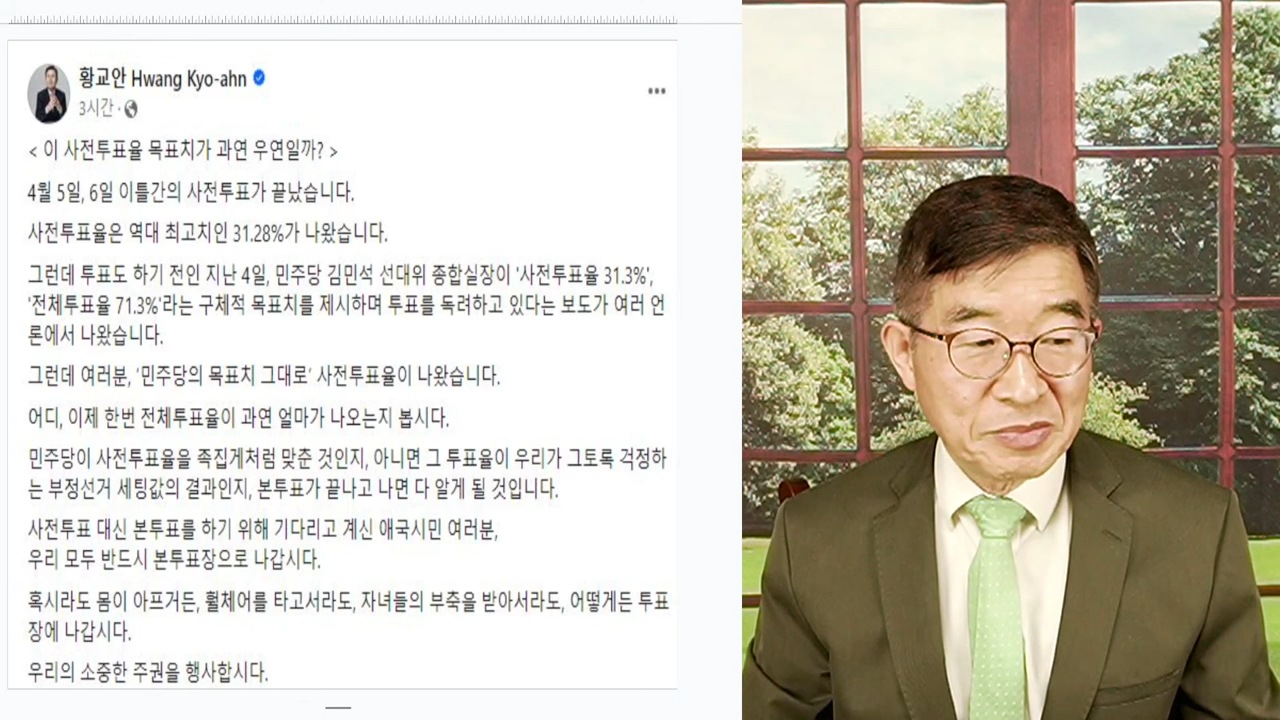 황교안 Hwang Kyo-ahn
3시간 ·
< 이 사전투표율 목표치가 과연 우연일까? >
4월 5일, 6일 이틀간의 사전투표가 끝났습니다.
사전투표율은 역대 최고치인 31.28%가 나왔습니다.
그런데 투표도 하기 전인 지난 4일, 민주당 김민석 선대위 종합실장이 '사전투표율 31.3%',
'전체투표율 71.3%'라는 구체적 목표치를 제시하며 투표를 독려하고 있다는 보도가 여러 언
론에서 나왔습니다.
그런데 여러분, '민주당의 목표치 그대로' 사전투표율이 나왔습니다.
어디, 이제 한번 전체투표율이 과연 얼마가 나오는지 봅시다.
민주당이 사전투표율을 족집게처럼 맞춘 것인지, 아니면 그 투표율이 우리가 그토록 걱정하
는 부정선거 세팅값의 결과인지, 본투표가 끝나고 나면 다 알게 될 것입니다.
사전투표 대신 본투표를 하기 위해 기다리고 계신 애국시민 여러분,
우리 모두 반드시 본투표장으로 나갑시다.
혹시라도 몸이 아프거든, 휠체어를 타고서라도, 자녀들의 부축을 받아서라도, 어떻게든 투표
장에 나갑시다.
우리의 소중한 주권을 행사합시다.